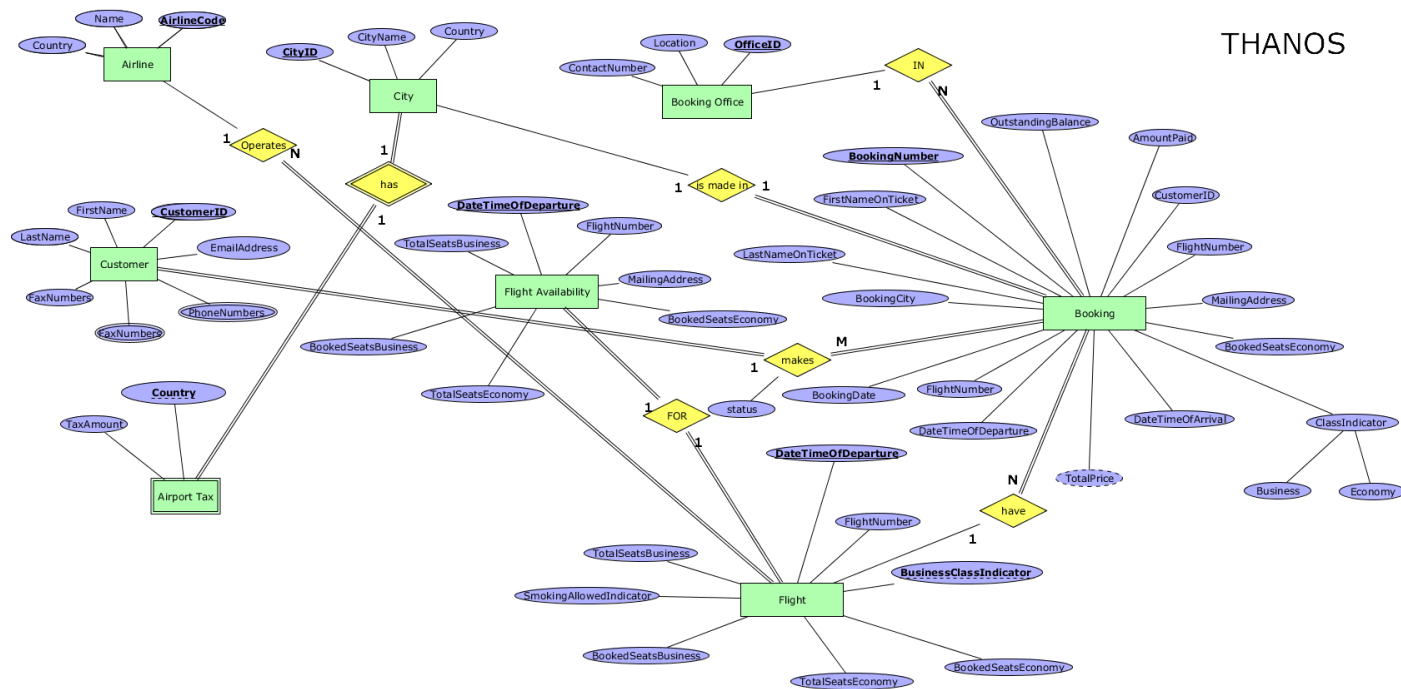 THANOS
Name
AirlineCode
Country
Airline
CityID
CityName
Country
City
Location
OfficeID
ContactNumber
Booking Office
IN
1
N
Operates
1
N
1
has
1
is made in
1
1
OutstandingBalance
AmountPaid
BookingNumber
CustomerID
FirstNameOnTicket
FlightNumber
LastNameOnTicket
MailingAddress
BookingCity
Booking
BookedSeatsEconomy
BookingDate
FlightNumber
DateTimeOfDeparture
TotalPrice
DateTimeOfArrival
ClassIndicator
Business
Economy
FirstName
CustomerID
LastName
EmailAddress
Customer
FaxNumbers
FaxNumbers
PhoneNumbers
DateTimeOfDeparture
FlightNumber
TotalSeatsBusiness
MailingAddress
Flight Availability
BookedSeatsEconomy
BookedSeatsBusiness
TotalSeatsEconomy
M
makes
1
status
1
FOR
1
Country
TaxAmount
Airport Tax
N
have
1
DateTimeOfDeparture
FlightNumber
TotalSeatsBusiness
BusinessClassIndicator
SmokingAllowedIndicator
Flight
BookedSeatsBusiness
BookedSeatsEconomy
TotalSeatsEconomy